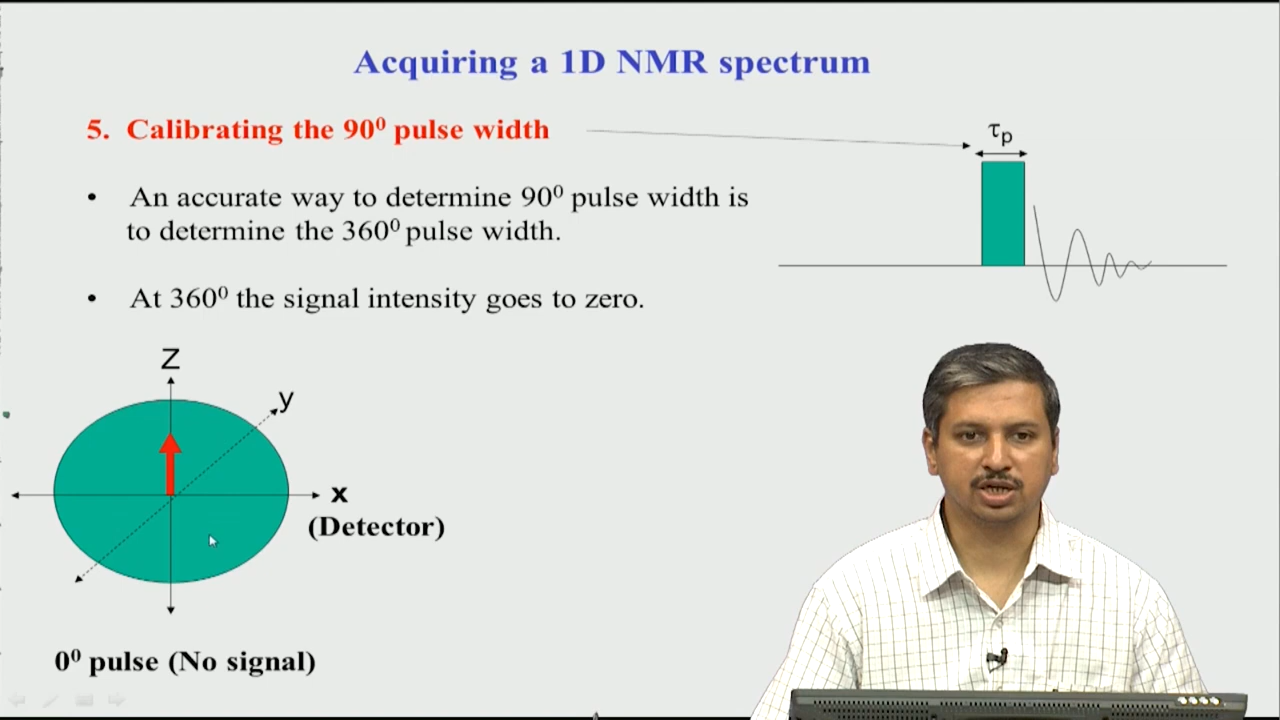 Acquiring a 1D NMR spectrum
5. Calibrating the 90⁰ pulse width
τp
• An accurate way to determine 90⁰ pulse width is
to determine the 360⁰ pulse width.
• At 360⁰ the signal intensity goes to zero.
Z
y
x
(Detector)
0⁰ pulse (No signal)